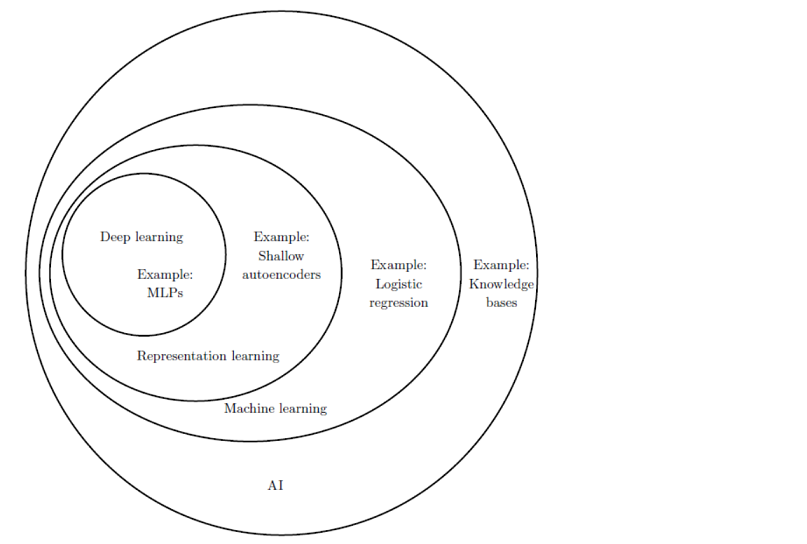 Deep learning
Example:
MLPs
Example:
Shallow
autoencoders
Example:
Logistic
regression
Example:
Knowledge
bases
Representation learning
Machine learning
AI